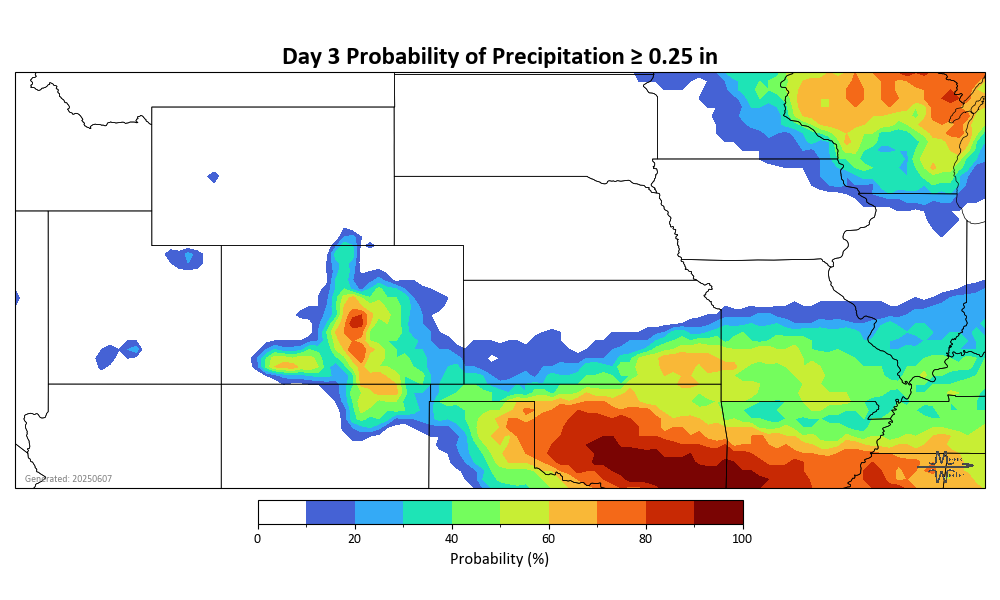 Day 3 Probability of Precipitation ≥ 0.25 in
Generated: 20250607
0 20 40 60 80 100
Probability (%)